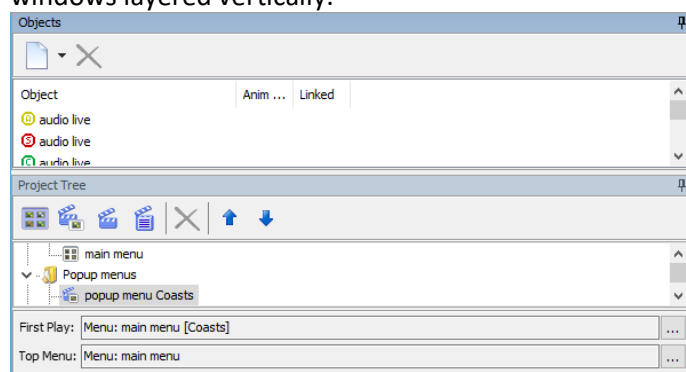 windows layered vertically.
Objects
Object Anim ... Linked
A audio live
S audio live
C audio live
Project Tree
main menu
Popup menus
popup menu Coasts
First Play: Menu: main menu [Coasts] ...
Top Menu: Menu: main menu ...